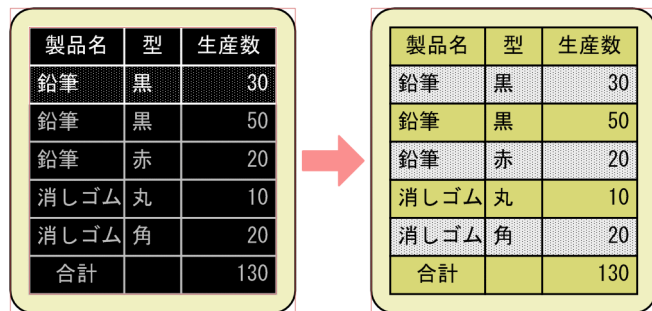 製品名 型 生産数
鉛筆 黒 30
鉛筆 黒 50
鉛筆 赤 20
消しゴム 丸 10
消しゴム 角 20
合計 130
製品名 型 生産数
鉛筆 黒 30
鉛筆 黒 50
鉛筆 赤 20
消しゴム 丸 10
消しゴム 角 20
合計 130